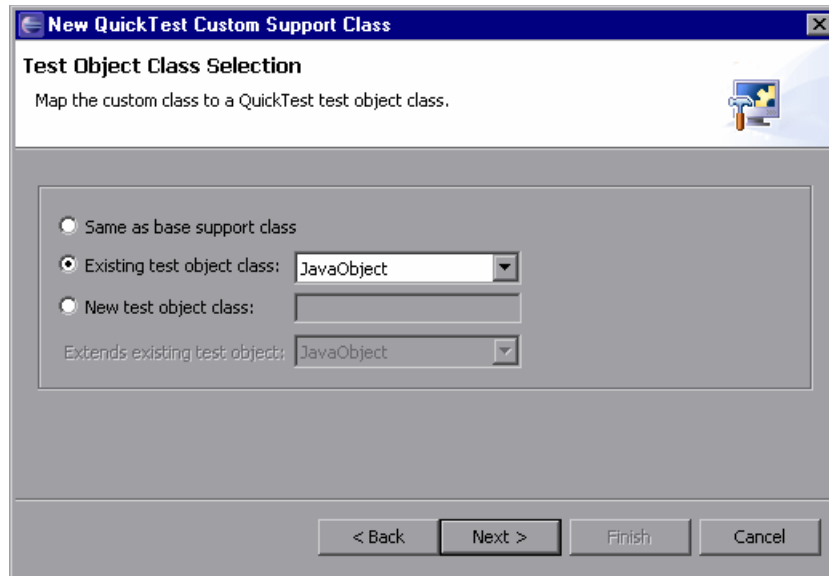 New QuickTest Custom Support Class
Test Object Class Selection
Map the custom class to a QuickTest test object class.
Same as base support class
Existing test object class: JavaObject
New test object class:
Extends existing test object: JavaObject
< Back Next > Finish Cancel